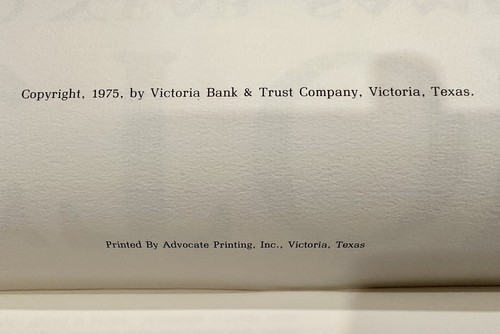 Copyright, 1975, by Victoria Bank & Trust Company, Victoria, Texas.
Printed By Advocate Printing, Inc., Victoria, Texas